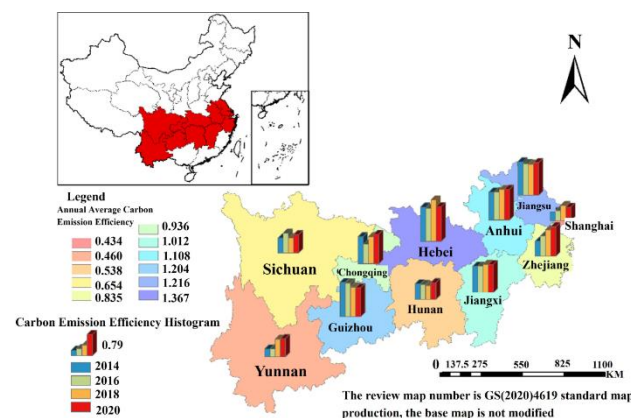 N
Legend
Annual Average Carbon
Emission Efficiency
0.434
0.460
0.538
0.654
0.835
0.936
1.012
1.108
1.204
1.216
1.367
Carbon Emission Efficiency Histogram
0.79
2014
2016
2018
2020
Jiangsu
Shanghai
Anhui
Hebei
Zhejiang
Sichuan
Chongqing
Jiangxi
Hunan
Guizhou
Yunnan
0 137.5 275 550 825 1100
KM
The review map number is GS(2020)4619 standard map
production, the base map is not modified